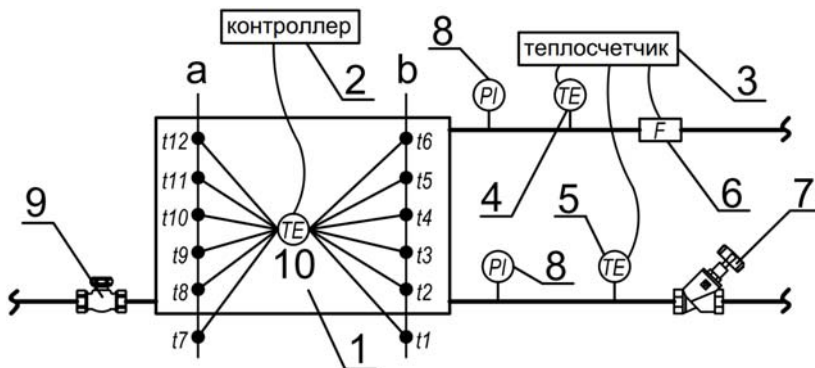 контроллер
8
теплосчетчик
a
2
b
3
PI
TE
t12
t6
F
t11
t5
4
6
t10
t4
5
7
9
TE
t9
t3
10
PI
8
TE
t8
t2
t7
1
t1